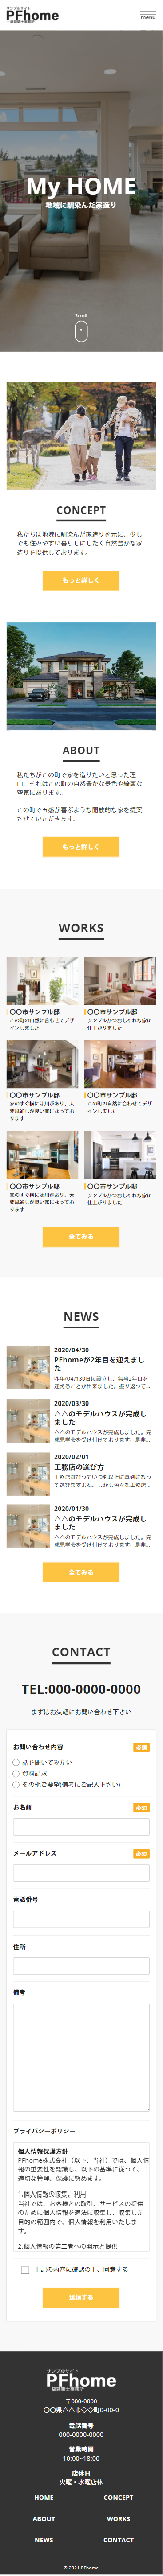 サンプルサイト
PFhome
一級建築士事務所
menu
My HOME
地域に馴染んだ家造り
Scroll
CONCEPT
私たちは地域に馴染んだ家造りを元に、少し
でも住みやすい暮らしにしたく自然豊かな家
造りを提供しております。
もっと詳しく
ABOUT
私たちがこの町で家を造りたいと思った理
由、それはこの町の自然豊かな景色や綺麗な
空気にあります。
この町で五感が喜ぶような開放的な家を提案
させていただきます。
もっと詳しく
WORKS
〇〇市サンプル邸
この町の自然に合わせてデザ
インしました
〇〇市サンプル邸
シンプルかつおしゃれな家に
仕上がりました
〇〇市サンプル邸
家のすぐ横には川があり、大
変風通しが良い家になっており
ます
〇〇市サンプル邸
この町の自然に合わせてデザ
インしました
〇〇市サンプル邸
家のすぐ横には川があり、大
変風通しが良い家になっており
ます
〇〇市サンプル邸
シンプルかつおしゃれな家に
仕上がりました
全てみる
NEWS
2020/04/30
PFhomeが2年目を迎えまし
た
昨年の4月30日に設立し、無事2年目を
迎えることが出来ました。振り返って...
2020/03/30
△△のモデルハウスが完成し
ました
△△のモデルハウスが完成しました。完
成見学会を受け付けております。是非...
2020/02/01
工務店の選び方
工務店選びっていつも以上に真剣になっ
て選びますよね。しかし色々な工務店...
2020/01/30
△△のモデルハウスが完成し
ました
△△のモデルハウスが完成しました。完
成見学会を受け付けております。是非...
全てみる
CONTACT
TEL:000-0000-0000
まずはお気軽にお問い合わせ下さい
お問い合わせ内容 必須
話を聞いてみたい
資料請求
その他ご要望(備考にご記入下さい)
お名前 必須
メールアドレス 必須
電話番号
住所
備考
プライバシーポリシー
個人情報保護方針
PFhome株式会社（以下、当社）では、個人情
報の重要性を認識し、以下の基準に従って、
適切な管理、保護に努めます。
1.個人情報の収集、利用
当社では、お客様との取引、サービスの提供
のために個人情報を適法に収集し、収集した
目的の範囲内で、個人情報を利用いたしま
す。
2.個人情報の第三者への開示と提供
上記の内容に確認の上、同意する
送信する
サンプルサイト
PFhome
一級建築士事務所
〒000-0000
〇〇県△△市◇◇町0-00-0
電話番号
000-0000-0000
営業時間
10:00~18:00
店休日
火曜・水曜店休
HOME
CONCEPT
ABOUT
WORKS
NEWS
CONTACT
© 2021 PFhome